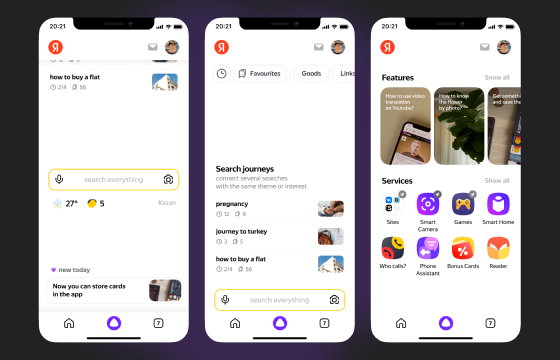 20:21
Я
how to buy a flat
214 56
search everything
27° 5 Kazan
new today
Now you can store cards
in the app
7
20:21
Я
Favourites Goods Links
Search journeys
connect several searches
with the same theme or interest
pregnancy
12 9
journey to turkey
3 5
how to buy a flat
214 56
search everything
7
20:21
Я
Features Snow all
How to use video
translation
on Youtube?
How to know
the flower
by photo?
Get somethi
and save the
Services Show all
Sites Smart
Camera Games Smart Home
Who calls? Phone
Assistant Bonus Cards Reader
7